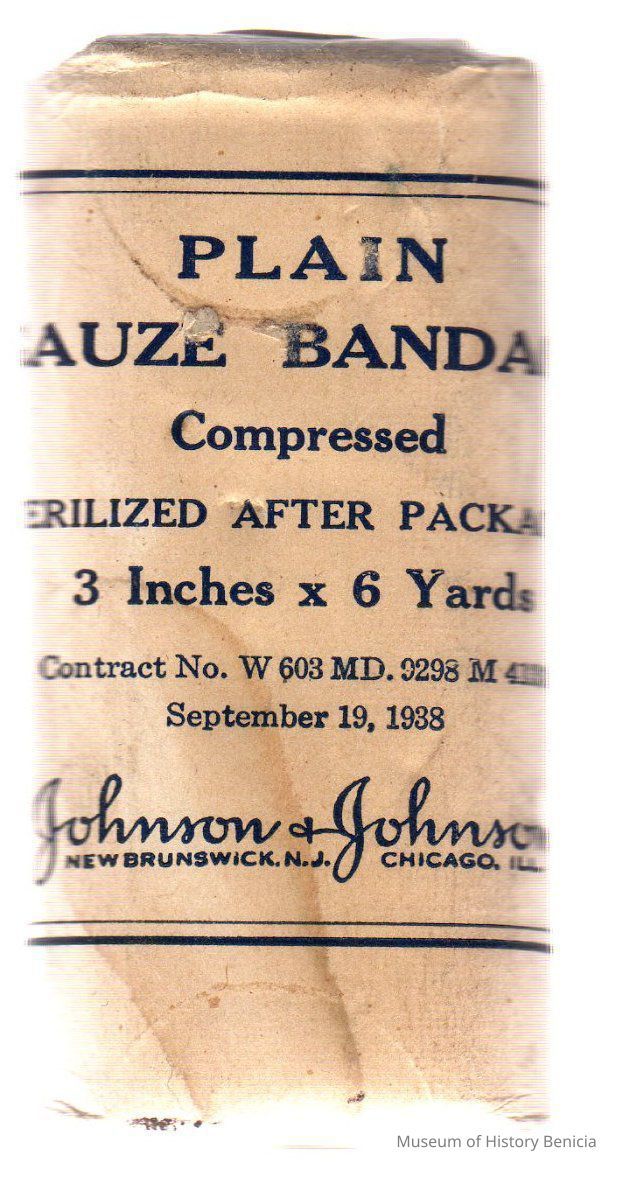 PLAIN
AUZE BANDA
Compressed
ERILIZED AFTER PACKA
3 Inches x 6 Yards
Contract No. W 603 MD. 9298 M
September 19, 1938
Johnson & Johnso
NEW BRUNSWICK, N.J. CHICAGO, ILL.
Museum of History Benicia